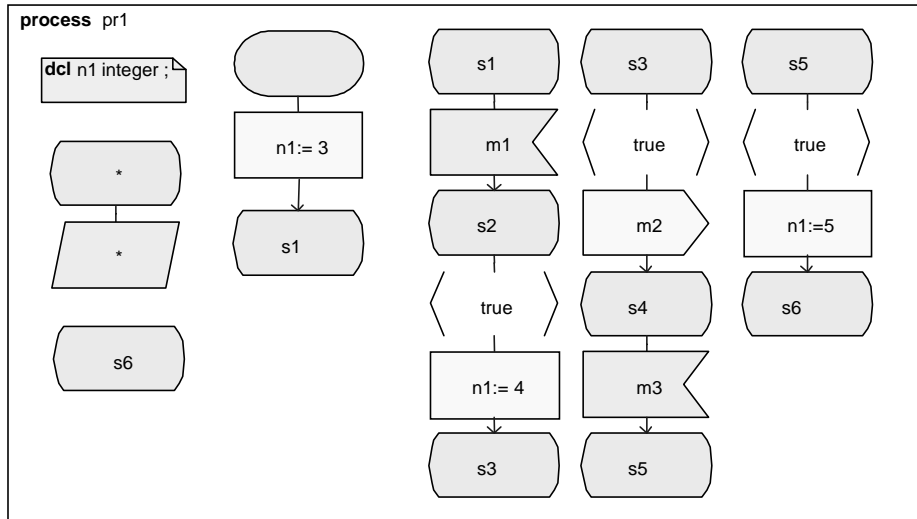 process pr1
dcl n1 integer ;
*
*
s6
n1:= 3
s1
s1
m1
s2
true
n1:= 4
s3
s3
true
m2
s4
m3
s5
s5
true
n1:=5
s6